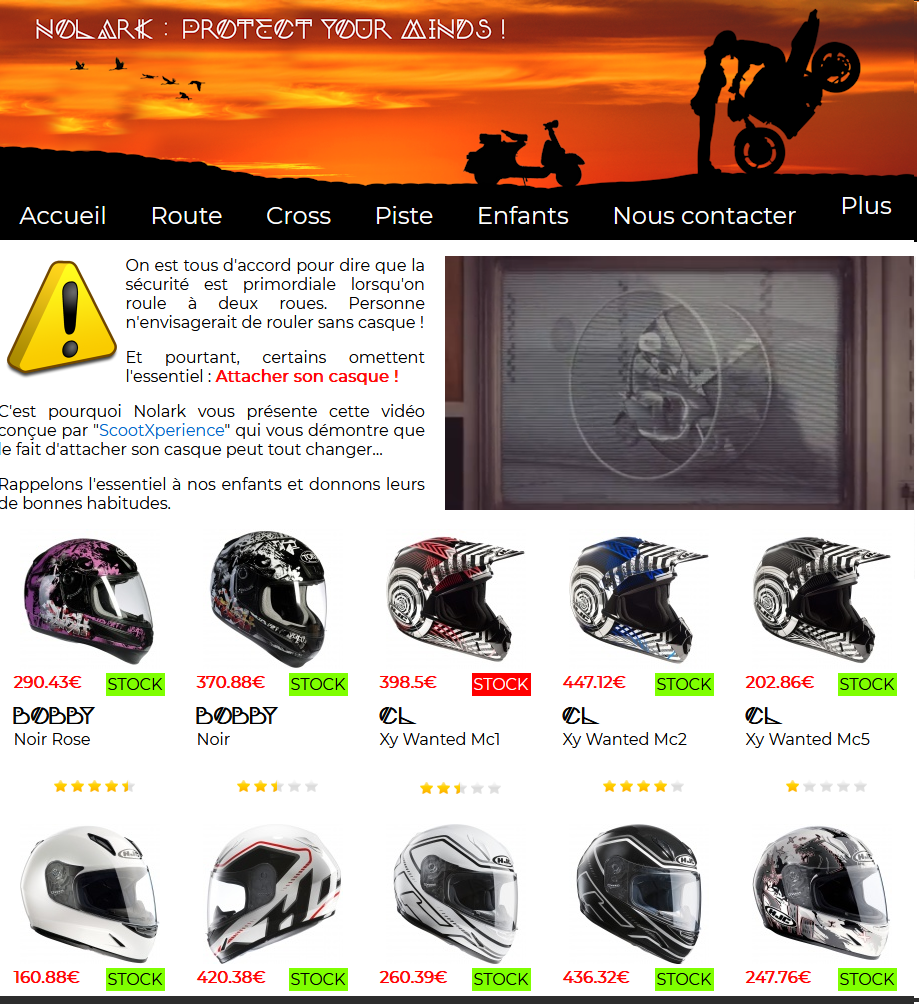 NOLARK : PROTECT YOUR MINDS !
Accueil Route Cross Piste Enfants Nous contacter Plus
On est tous d'accord pour dire que la
sécurité est primordiale lorsqu'on
roule à deux roues. Personne
n'envisagerait de rouler sans casque !
Et pourtant, certains omettent
l'essentiel : Attacher son casque !
C'est pourquoi Nolark vous présente cette vidéo
conçue par "ScootXperience" qui vous démontre que
le fait d'attacher son casque peut tout changer...
Rappelons l'essentiel à nos enfants et donnons leurs
de bonnes habitudes.
290.43€ STOCK 370.88€ STOCK 398.5€ STOCK 447.12€ STOCK 202.86€ STOCK
BOBBY BOBBY CL CL CL
Noir Rose Noir Xy Wanted Mc1 Xy Wanted Mc2 Xy Wanted Mc5
HJC HJC HJC HJC
160.88€ STOCK 420.38€ STOCK 260.39€ STOCK 436.32€ STOCK 247.76€ STOCK